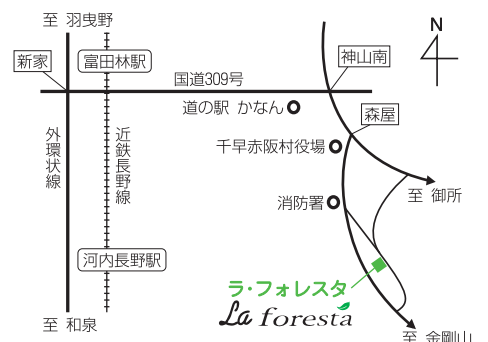 至 羽曳野
N
新家
富田林駅
神山南
国道309号
道の駅 かなん
森屋
千早赤阪村役場
外環状線
近鉄長野線
至 御所
消防署
河内長野駅
ラ・フォレスタ
La foresta
至 和泉
至 金剛山